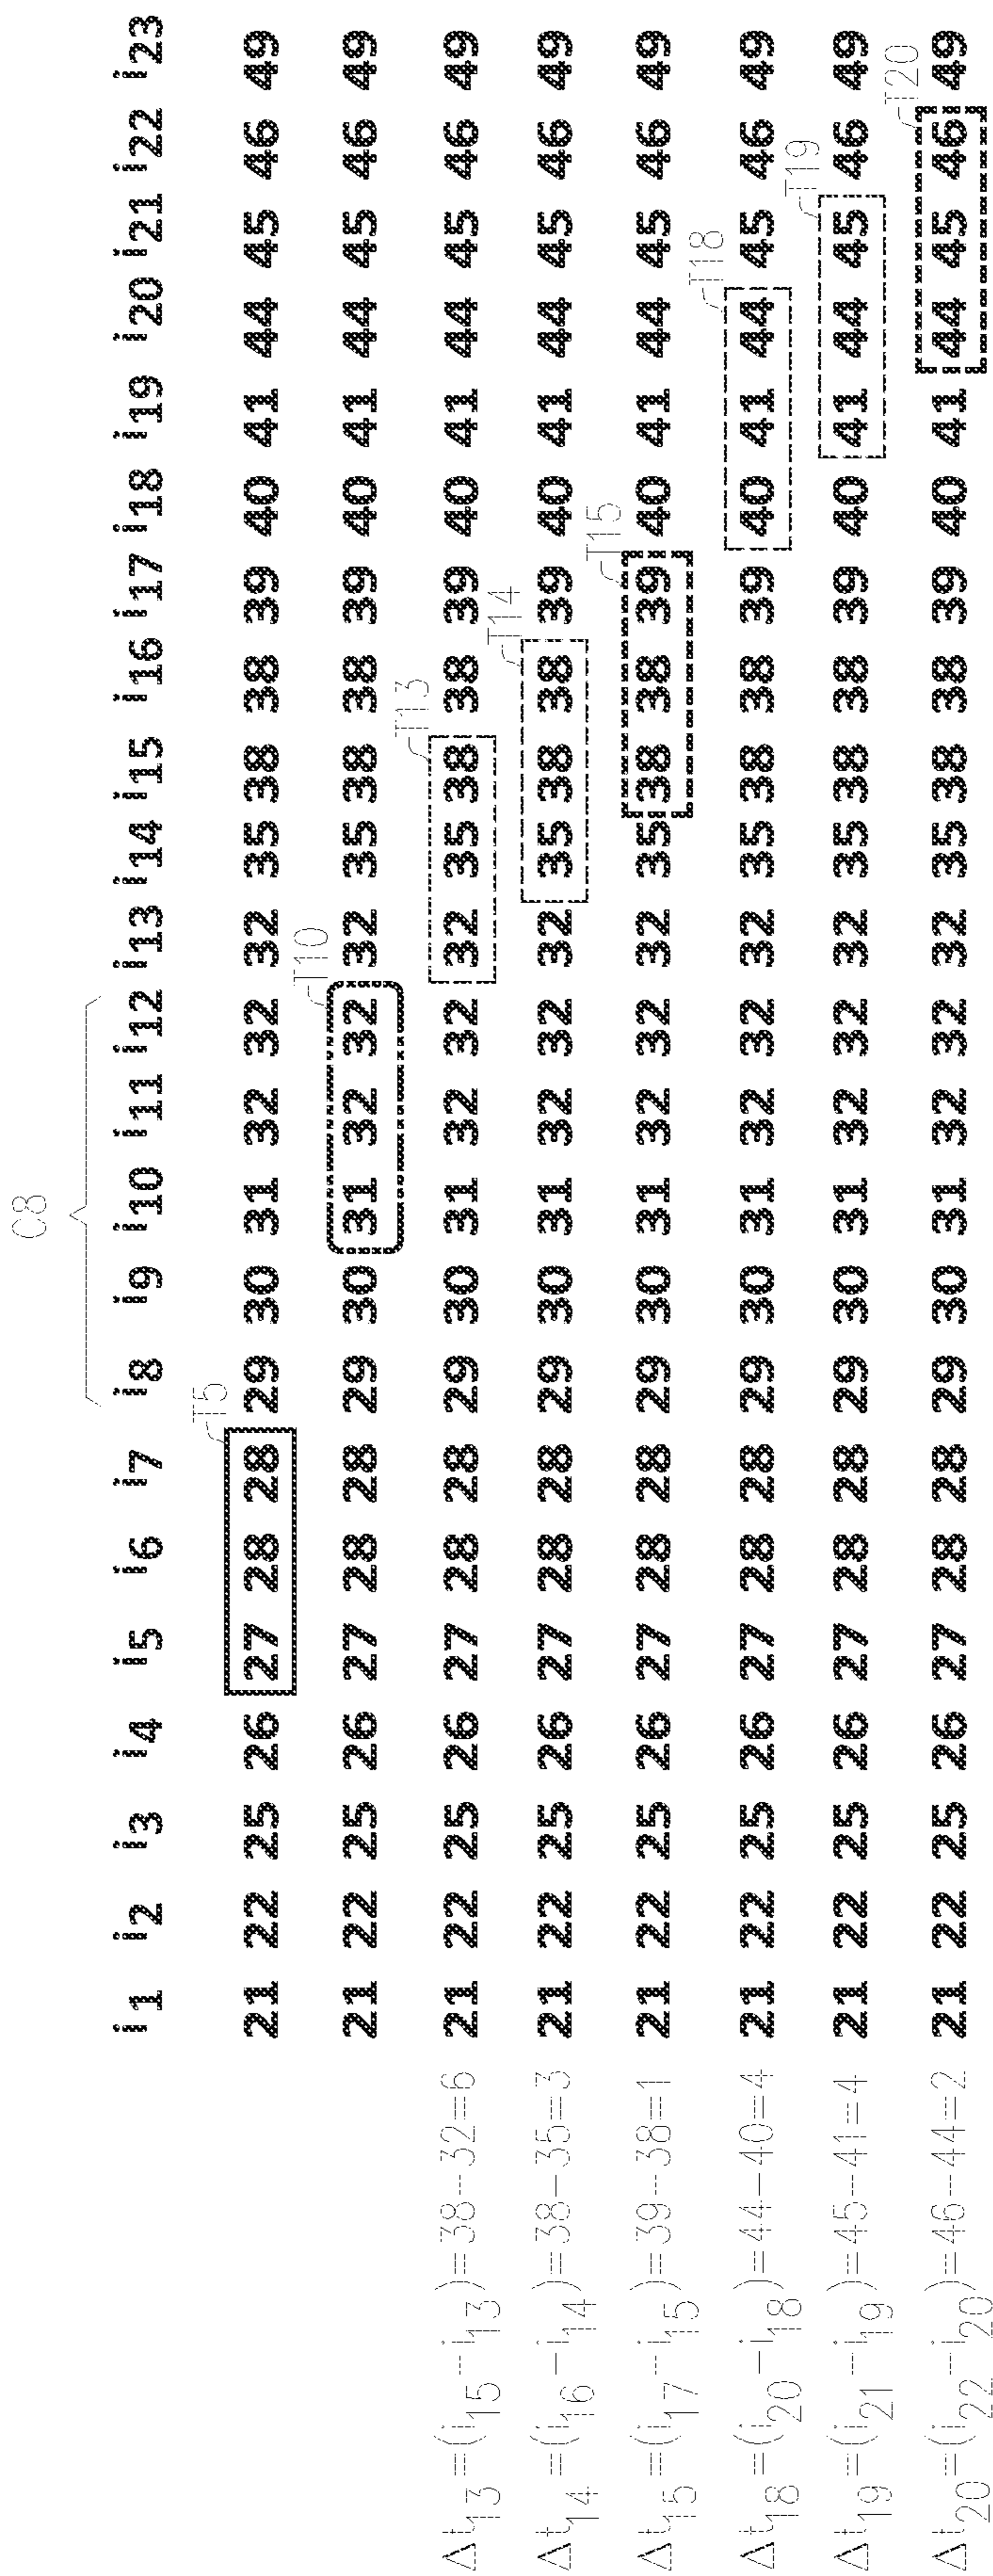 C8
i1 i2 i3 i4 i5 i6 i7 i8 i9 i10 i11 i12 i13 i14 i15 i16 i17 i18 i19 i20 i21 i22 i23
T5
21 22 25 26 27 28 28 29 30 31 32 32 32 35 38 38 39 40 41 44 45 46 49
T10
21 22 25 26 27 28 28 29 30 31 32 32 32 35 38 38 39 40 41 44 45 46 49
T13
Δt13=(i15-i13)=38-32=6 21 22 25 26 27 28 28 29 30 31 32 32 32 35 38 38 39 40 41 44 45 46 49
T14
Δt14=(i16-i14)=38-35=3 21 22 25 26 27 28 28 29 30 31 32 32 32 35 38 38 39 40 41 44 45 46 49
T15
Δt15=(i17-i15)=39-38=1 21 22 25 26 27 28 28 29 30 31 32 32 32 35 38 38 39 40 41 44 45 46 49
T18
Δt18=(i20-i18)=44-40=4 21 22 25 26 27 28 28 29 30 31 32 32 32 35 38 38 39 40 41 44 45 46 49
T19
Δt19=(i21-i19)=45-41=4 21 22 25 26 27 28 28 29 30 31 32 32 32 35 38 38 39 40 41 44 45 46 49
T20
Δt20=(i22-i20)=46-44=2 21 22 25 26 27 28 28 29 30 31 32 32 32 35 38 38 39 40 41 44 45 46 49